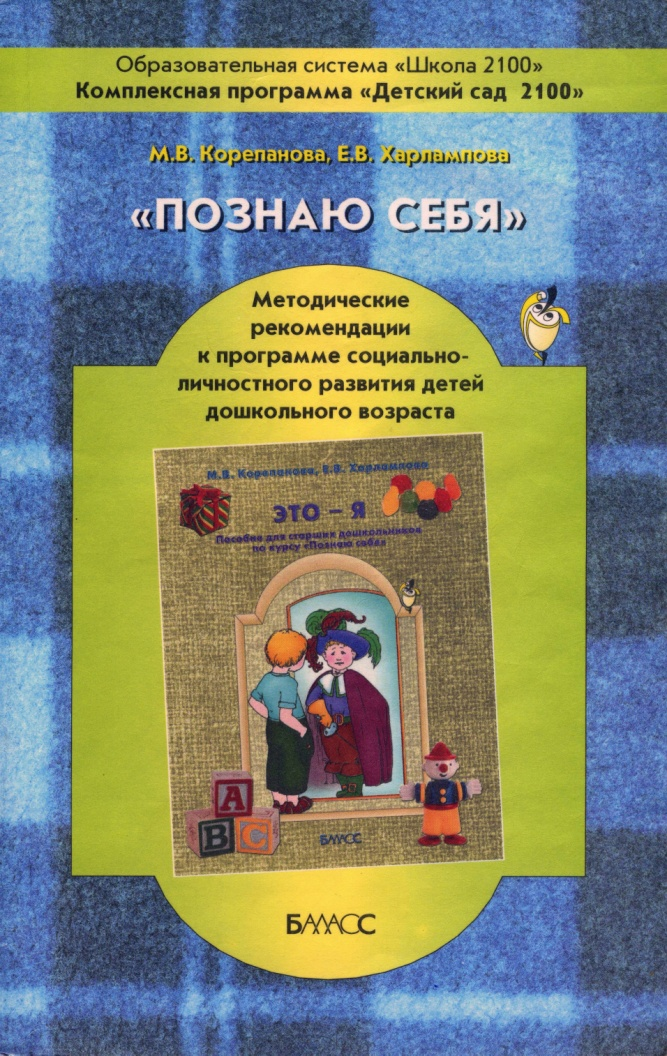 Образовательная система «Школа 2100»
Комплексная программа «Детский сад 2100»
М.В. Корепанова, Е.В. Харлампова
«ПОЗНАЮ СЕБЯ»
Методические
рекомендации
к программе социально-
личностного развития детей
дошкольного возраста
М.В. Корепанова, Е.В. Харлампова
ЭТО – Я
Пособие для старших дошкольников
по курсу «Познаю себя»
A
B C
БАЛАСС
БАЛАСС